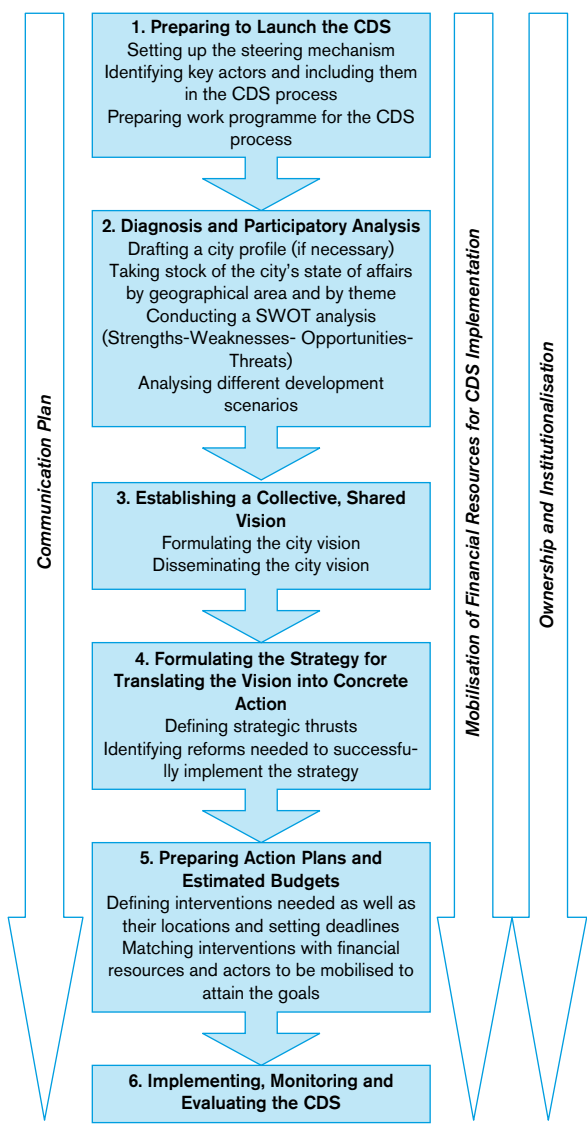 1. Preparing to Launch the CDS
Setting up the steering mechanism
Identifying key actors and including them
in the CDS process
Preparing work programme for the CDS
process
2. Diagnosis and Participatory Analysis
Drafting a city profile (if necessary)
Taking stock of the city’s state of affairs
by geographical area and by theme
Conducting a SWOT analysis
(Strengths-Weaknesses- Opportunities-
Threats)
Analysing different development
scenarios
3. Establishing a Collective, Shared
Vision
Formulating the city vision
Disseminating the city vision
4. Formulating the Strategy for
Translating the Vision into Concrete
Action
Defining strategic thrusts
Identifying reforms needed to successfu-
lly implement the strategy
5. Preparing Action Plans and
Estimated Budgets
Defining interventions needed as well as
their locations and setting deadlines
Matching interventions with financial
resources and actors to be mobilised to
attain the goals
6. Implementing, Monitoring and
Evaluating the CDS
Communication Plan
Mobilisation of Financial Resources for CDS Implementation
Ownership and Institutionalisation